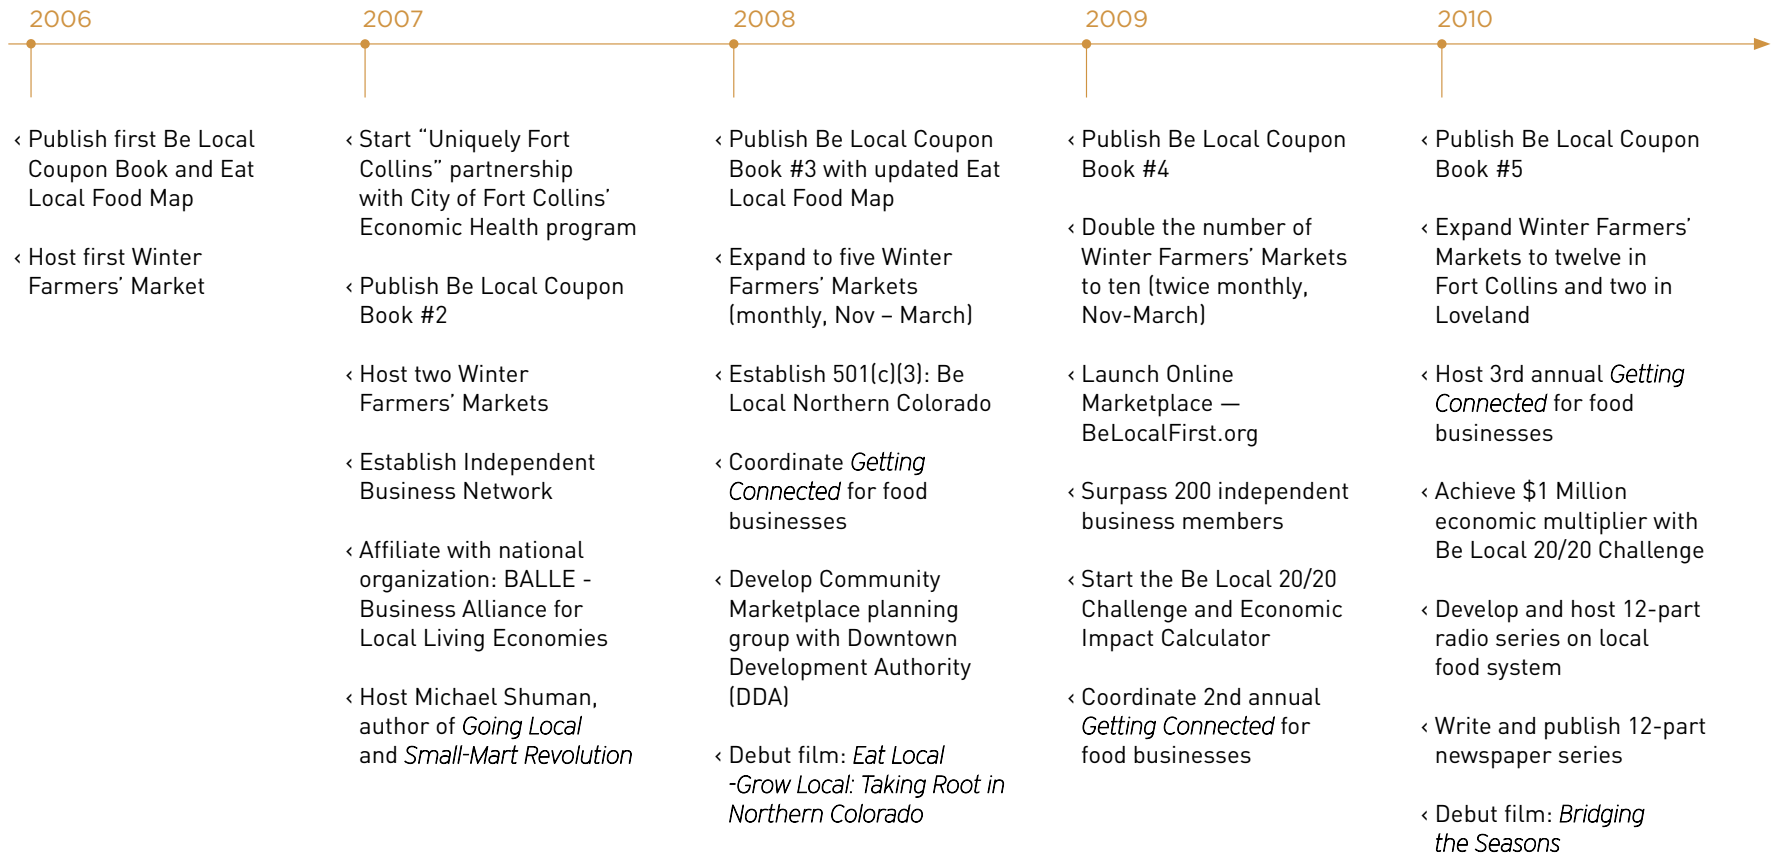 2006
2007
2008
2009
2010
‹ Publish first Be Local
Coupon Book and Eat
Local Food Map
‹ Host first Winter
Farmers’ Market
‹ Start “Uniquely Fort
Collins” partnership
with City of Fort Collins’
Economic Health program
‹ Publish Be Local Coupon
Book #2
‹ Host two Winter
Farmers’ Markets
‹ Establish Independent
Business Network
‹ Affiliate with national
organization: BALLE -
Business Alliance for
Local Living Economies
‹ Host Michael Shuman,
author of Going Local
and Small-Mart Revolution
‹ Publish Be Local Coupon
Book #3 with updated Eat
Local Food Map
‹ Expand to five Winter
Farmers’ Markets
(monthly, Nov – March)
‹ Establish 501(c)(3): Be
Local Northern Colorado
‹ Coordinate Getting
Connected for food
businesses
‹ Develop Community
Marketplace planning
group with Downtown
Development Authority
(DDA)
‹ Debut film: Eat Local
-Grow Local: Taking Root in
Northern Colorado
‹ Publish Be Local Coupon
Book #4
‹ Double the number of
Winter Farmers’ Markets
to ten (twice monthly,
Nov-March)
‹ Launch Online
Marketplace —
BeLocalFirst.org
‹ Surpass 200 independent
business members
‹ Start the Be Local 20/20
Challenge and Economic
Impact Calculator
‹ Coordinate 2nd annual
Getting Connected for
food businesses
‹ Publish Be Local Coupon
Book #5
‹ Expand Winter Farmers’
Markets to twelve in
Fort Collins and two in
Loveland
‹ Host 3rd annual Getting
Connected for food
businesses
‹ Achieve $1 Million
economic multiplier with
Be Local 20/20 Challenge
‹ Develop and host 12-part
radio series on local
food system
‹ Write and publish 12-part
newspaper series
‹ Debut film: Bridging
the Seasons